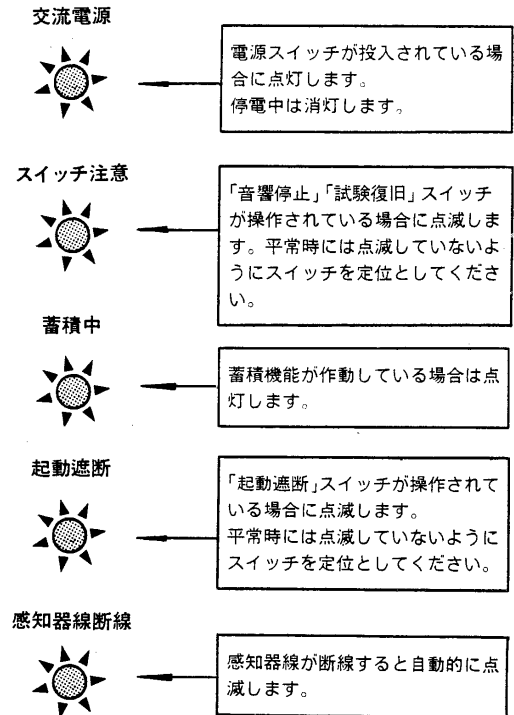 交流電源
電源スイッチが投入されている場
合に点灯します。
停電中は消灯します。
スイッチ注意
「音響停止」「試験復旧」スイッチ
が操作されている場合に点滅しま
す。平常時には点滅していないよ
うにスイッチを定位としてくださ
い。
蓄積中
蓄積機能が作動している場合は点
灯します。
起動遮断
「起動遮断」スイッチが操作されて
いる場合に点滅します。
平常時には点滅していないように
スイッチを定位としてください。
感知器線断線
感知器線が断線すると自動的に点
滅します。